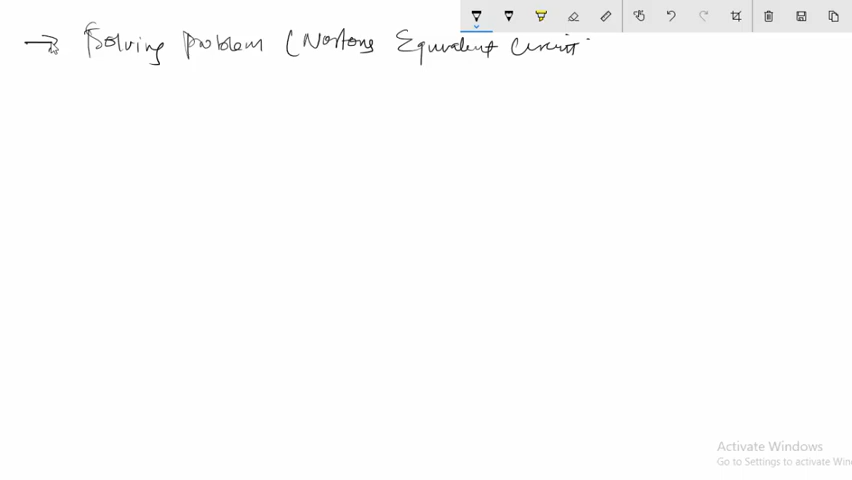 → Solving problem (Nortons Equivalent Circuit
Activate Windows
Go to Settings to activate Win